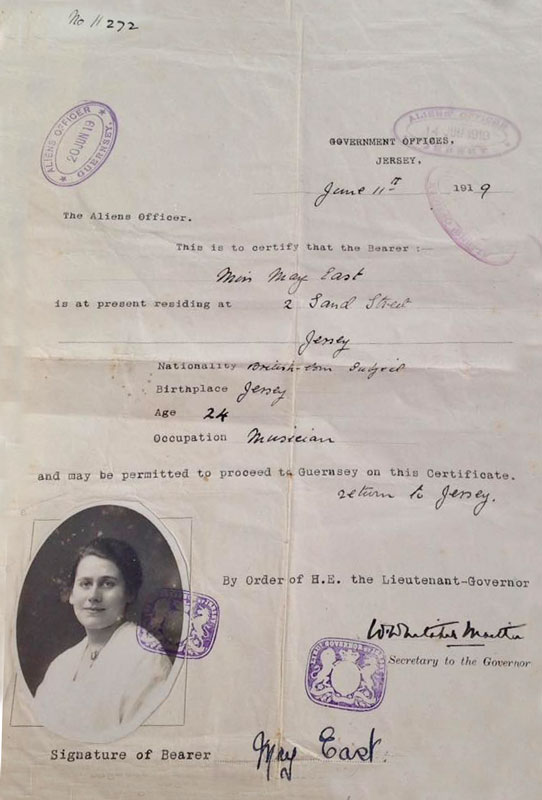 No 11272
ALIENS OFFICER
20 JUN 19
GUERNSEY.
ALIENS OFFICER
GOVERNMENT OFFICES,
JERSEY.
June 11th 1919
The Aliens Officer.
This is to certify that the Bearer :—
Miss May East
is at present residing at 2 Sand Street
Jersey
Nationality British-born Subject
Birthplace Jersey
Age 24
Occupation Musician
and may be permitted to proceed to Guernsey on this Certificate.
return to Jersey.
By Order of H.E. the Lieutenant-Governor
Secretary to the Governor
Signature of Bearer May East.